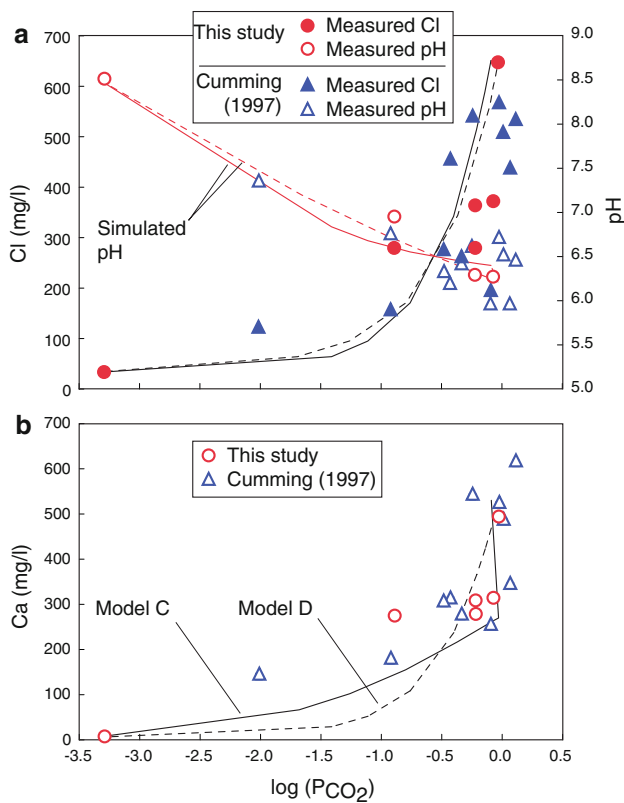 a
This study
Measured Cl
Measured pH
Cumming
(1997)
Measured Cl
Measured pH
700
600
500
400
300
200
100
0
Cl (mg/l)
9.0
8.5
8.0
7.5
7.0
6.5
6.0
5.5
5.0
pH
Simulated
pH
b
This study
Cumming (1997)
700
600
500
400
300
200
100
0
Ca (mg/l)
Model C
Model D
-3.5 -3.0 -2.5 -2.0 -1.5 -1.0 -0.5 0.0 0.5
log (PCO2)